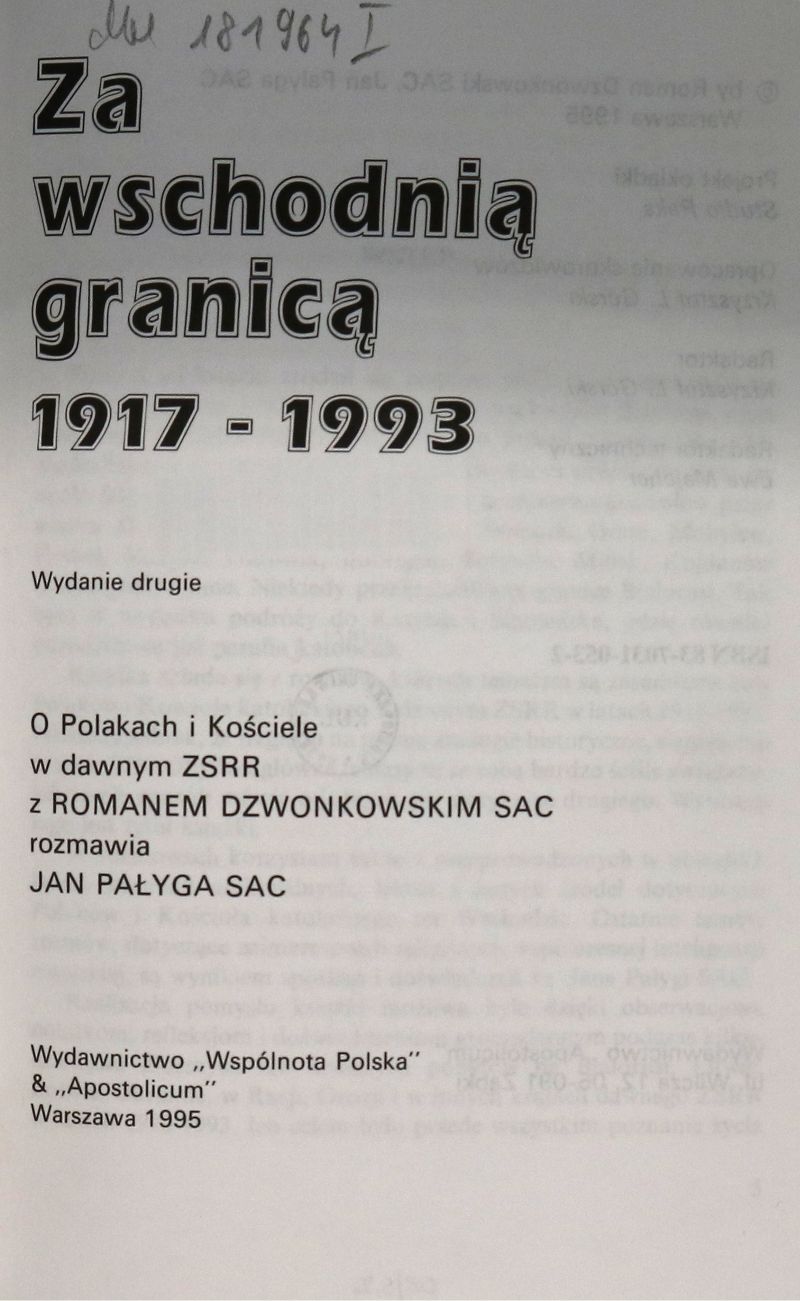 181964 I
Za
wschodnią
granicą
1917 - 1993
Wydanie drugie
O Polakach i Kościele
w dawnym ZSRR
z ROMANEM DZWONKOWSKIM SAC
rozmawia
JAN PAŁYGA SAC
Wydawnictwo „Wspólnota Polska”
& „Apostolicum”
Warszawa 1995